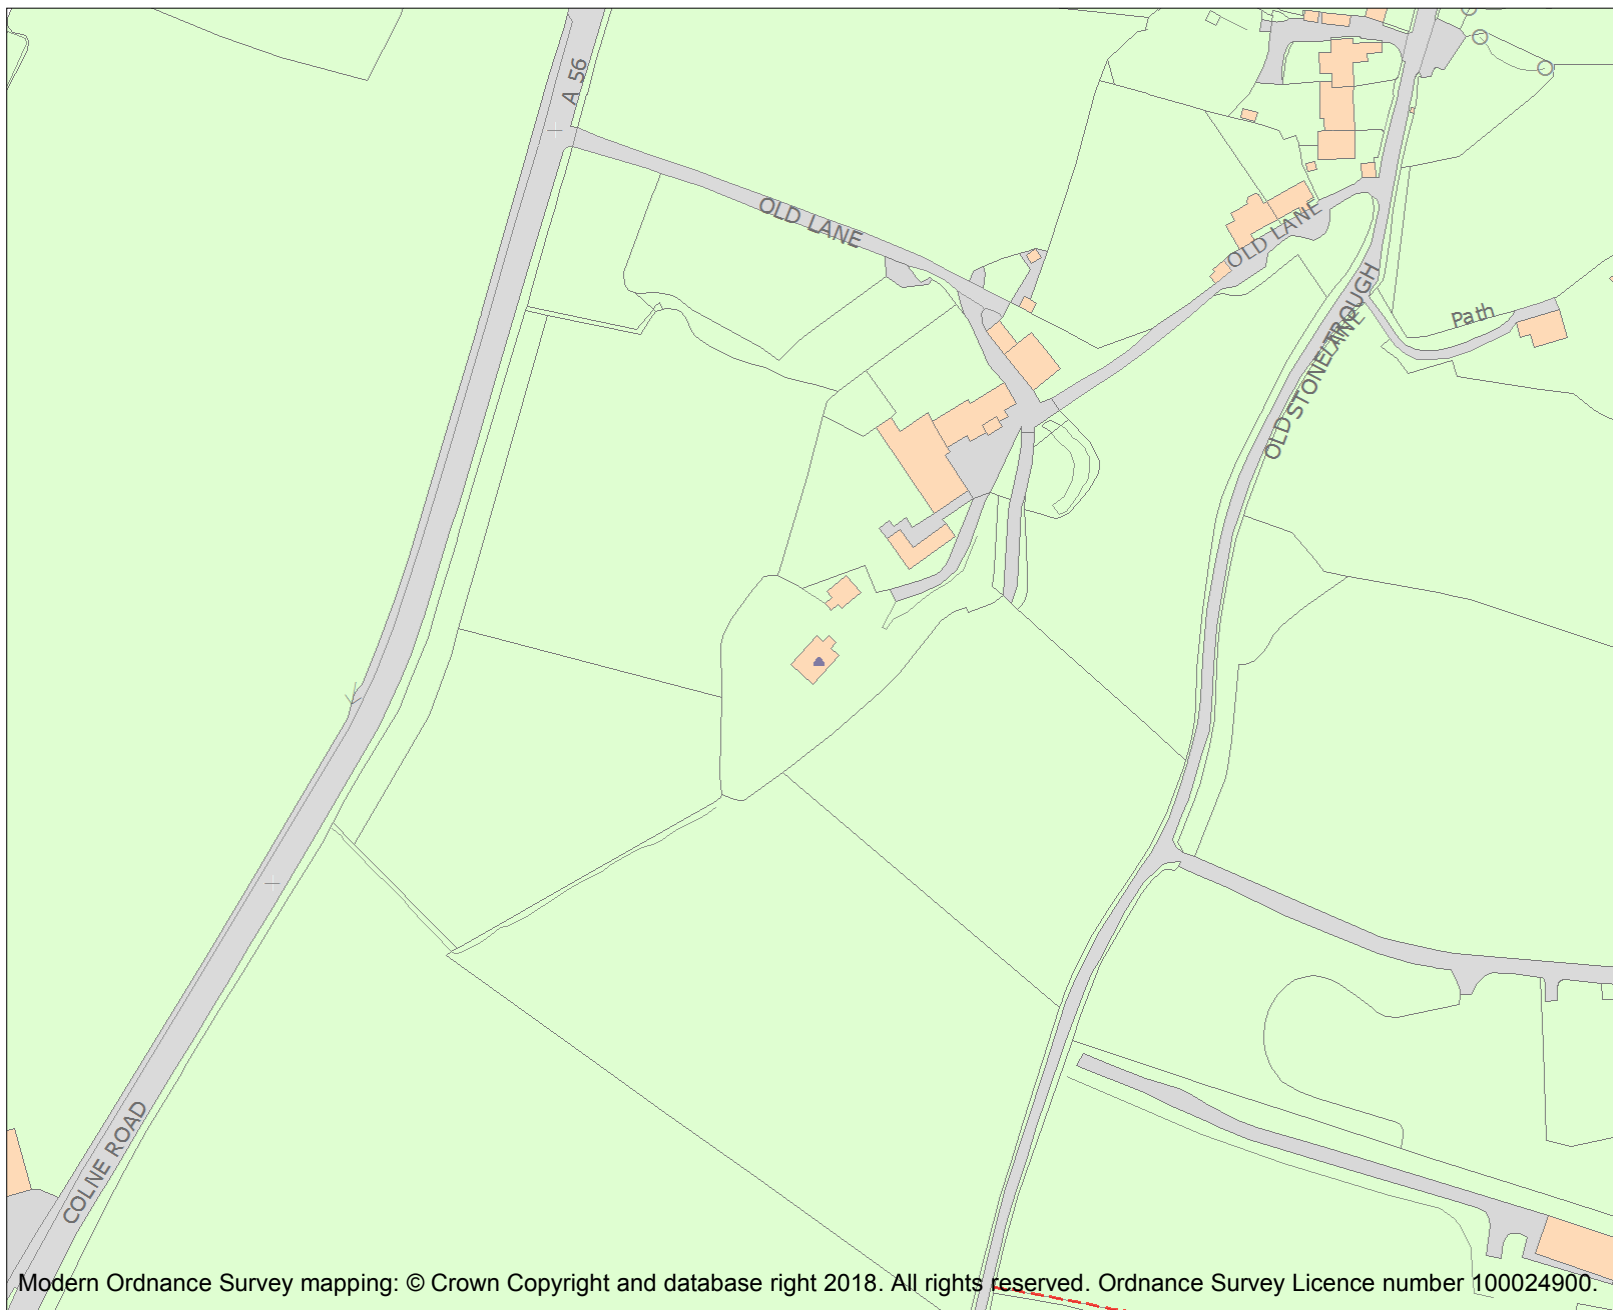 A 56
OLD LANE
OLD LANE
Path
OLD STONE TROUGH
LANE
COLNE ROAD
Modern Ordnance Survey mapping: © Crown Copyright and database right 2018. All rights reserved. Ordnance Survey Licence number 100024900.